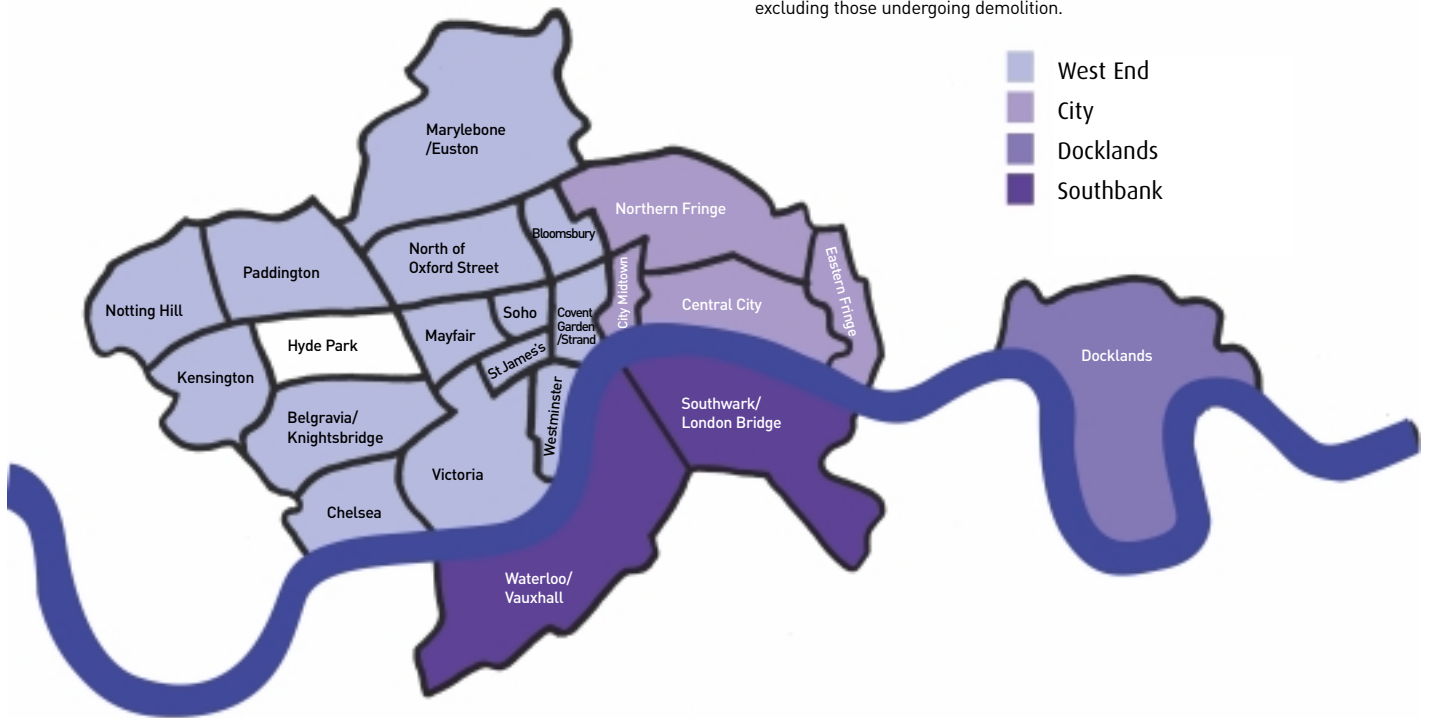 excluding those undergoing demolition.
West End
City
Docklands
Southbank
Marylebone
/Euston
Northern Fringe
Bloomsbury
North of
Oxford Street
Paddington
Notting Hill
Eastern Fringe
City Midtown
Central City
Soho
Covent
Garden
/Strand
Mayfair
Hyde Park
St James's
Docklands
Kensington
Westminster
Belgravia/
Knightsbridge
Southwark/
London Bridge
Victoria
Chelsea
Waterloo/
Vauxhall